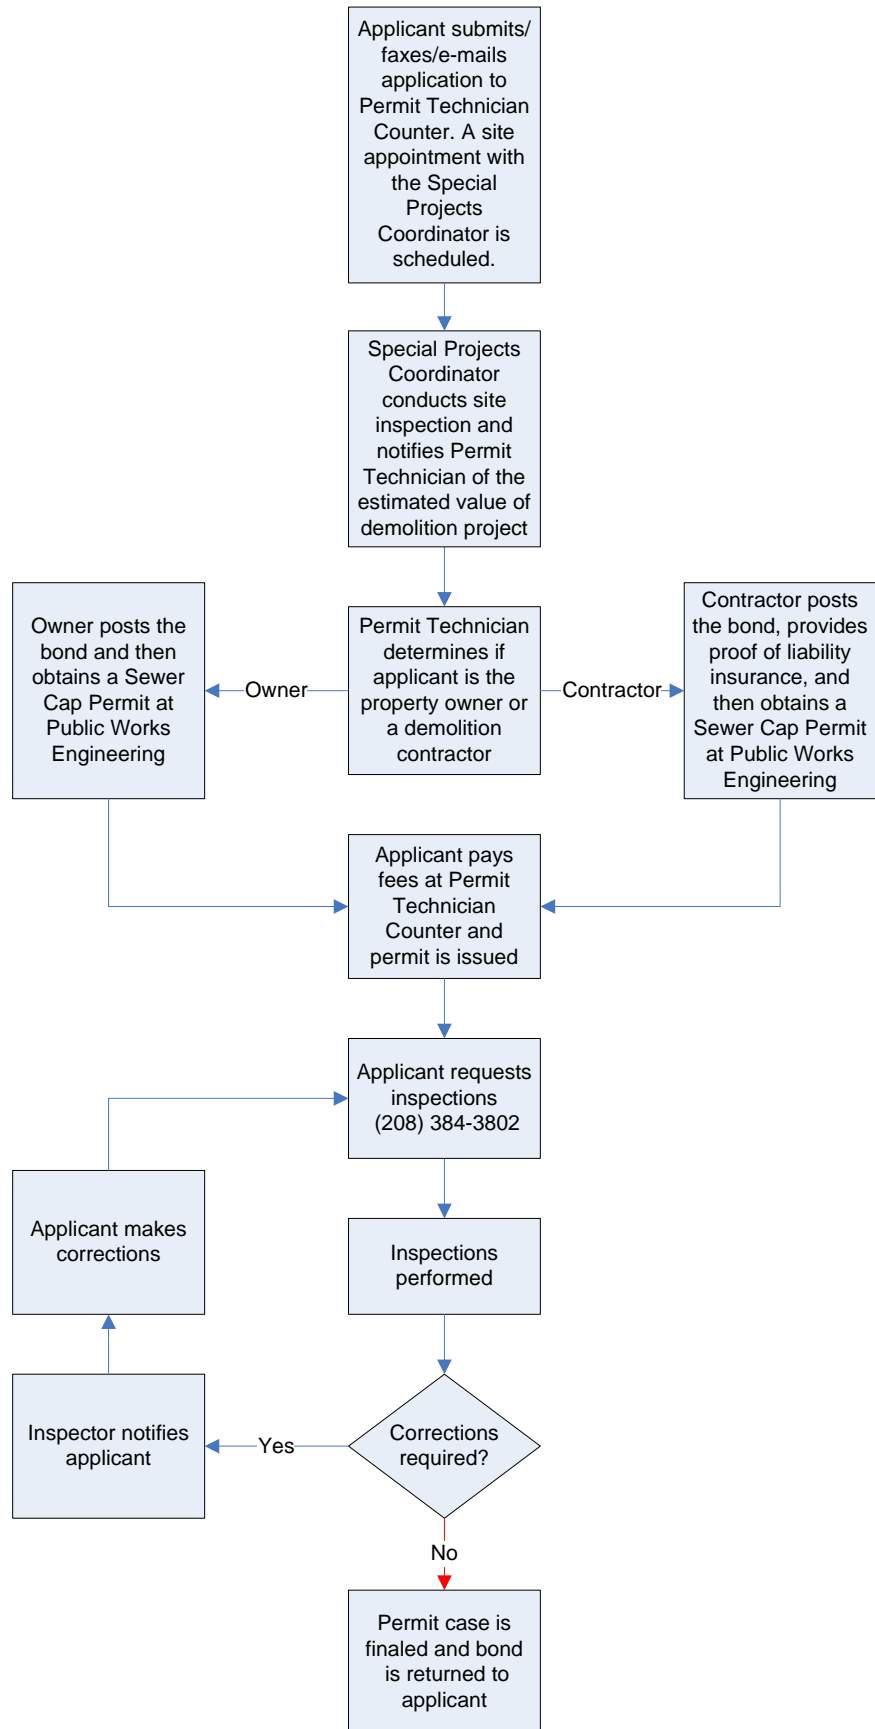 Applicant submits/
faxes/e-mails
application to
Permit Technician
Counter. A site
appointment with
the Special
Projects
Coordinator is
scheduled.
Special Projects
Coordinator
conducts site
inspection and
notifies Permit
Technician of the
estimated value of
demolition project
Owner posts the
bond and then
obtains a Sewer
Cap Permit at
Public Works
Engineering
Owner
Permit Technician
determines if
applicant is the
property owner or
a demolition
contractor
Contractor
Contractor posts
the bond, provides
proof of liability
insurance, and
then obtains a
Sewer Cap Permit
at Public Works
Engineering
Applicant pays
fees at Permit
Technician
Counter and
permit is issued
Applicant requests
inspections
(208) 384-3802
Applicant makes
corrections
Inspections
performed
Inspector notifies
applicant
Yes
Corrections
required?
No
Permit case is
finaled and bond
is returned to
applicant